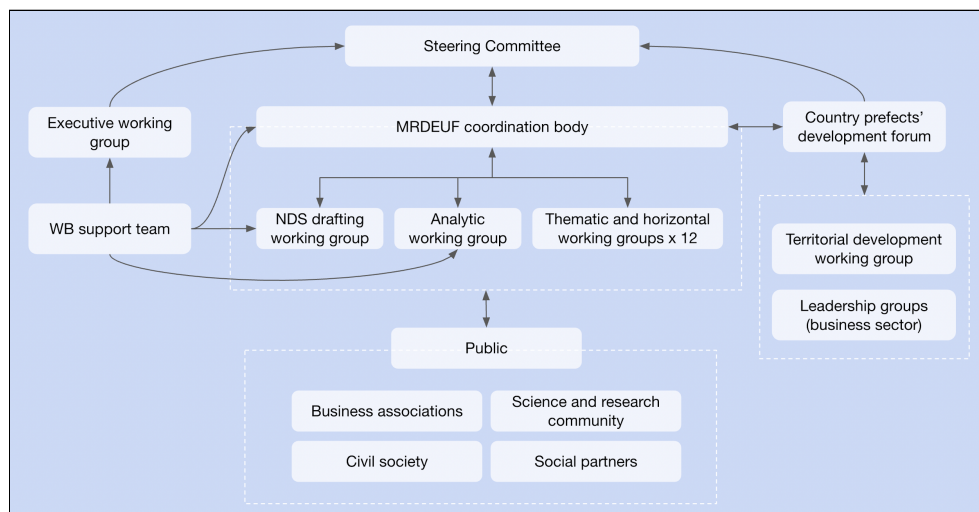 Steering Committee
Executive working
group
MRDEUF coordination body
Country prefects’
development forum
WB support team
NDS drafting
working group
Analytic
working group
Thematic and horizontal
working groups x 12
Territorial development
working group
Leadership groups
(business sector)
Public
Business associations
Science and research
community
Civil society
Social partners